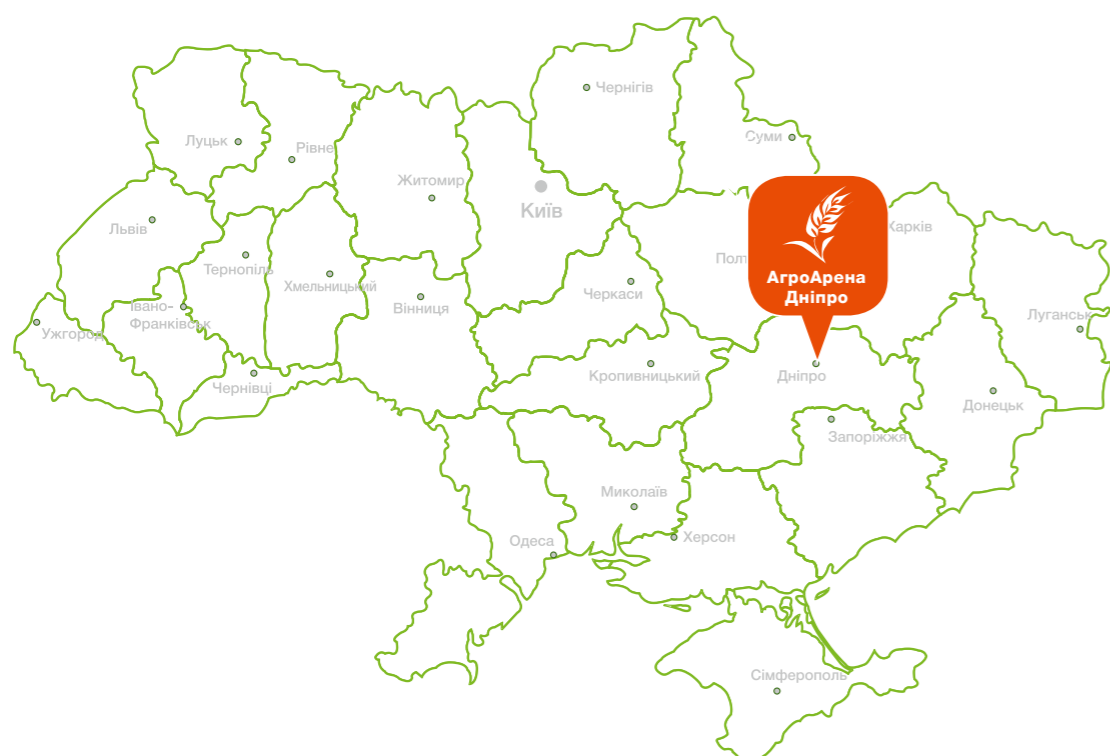 Чернігів
Суми
Луцьк
Рівне
Житомир
Київ
Львів
Харків
Полт
АгроАрена
Дніпро
Тернопіль
Хмельницький
Черкаси
Вінниця
Івано-
Франківськ
Ужгород
Луганськ
Чернівці
Кропивницький
Дніпро
Донецьк
Запоріжжя
Миколаїв
Одеса
Херсон
Сімферополь